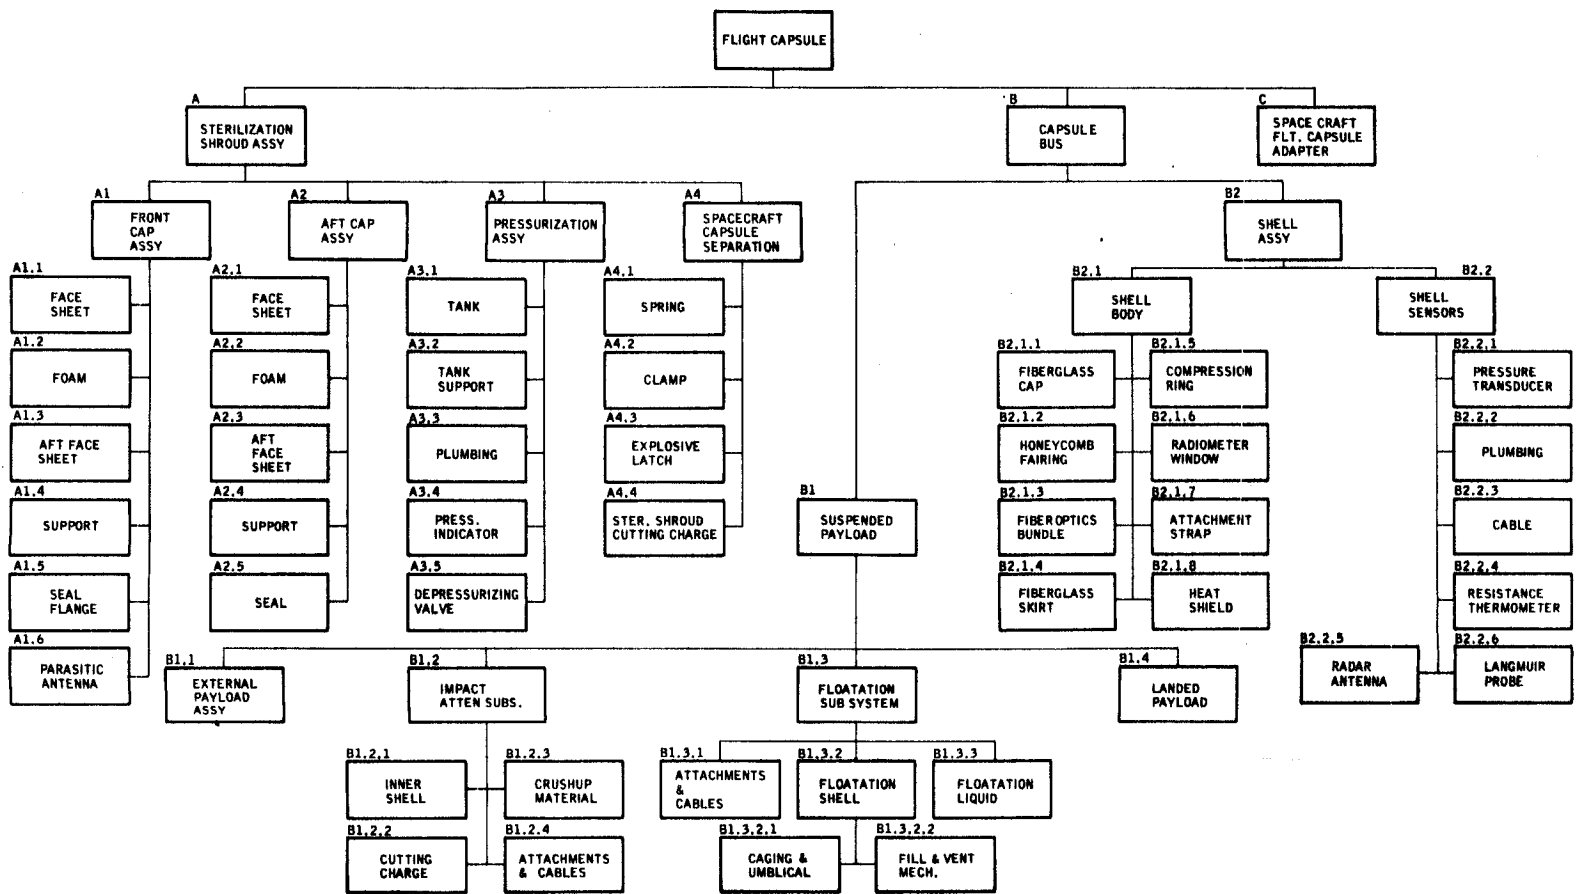 FLIGHT CAPSULE
A
STERILIZATION
SHROUD ASSY
B
CAPSULE
BUS
C
SPACE CRAFT
FLT. CAPSULE
ADAPTER
A1
FRONT
CAP
ASSY
A2
AFT CAP
ASSY
A3
PRESSURIZATION
ASSY
A4
SPACECRAFT
CAPSULE
SEPARATION
B2
SHELL
ASSY
A1.1
FACE
SHEET
A1.2
FOAM
A1.3
AFT FACE
SHEET
A1.4
SUPPORT
A1.5
SEAL
FLANGE
A1.6
PARASITIC
ANTENNA
A2.1
FACE
SHEET
A2.2
FOAM
A2.3
AFT
FACE
SHEET
A2.4
SUPPORT
A2.5
SEAL
A3.1
TANK
A3.2
TANK
SUPPORT
A3.3
PLUMBING
A3.4
PRESS.
INDICATOR
A3.5
DEPRESSURIZING
VALVE
A4.1
SPRING
A4.2
CLAMP
A4.3
EXPLOSIVE
LATCH
A4.4
STER. SHROUD
CUTTING CHARGE
B2.1
SHELL
BODY
B2.1.1
FIBERGLASS
CAP
B2.1.2
HONEYCOMB
FAIRING
B2.1.3
FIBER OPTICS
BUNDLE
B2.1.4
FIBERGLASS
SKIRT
B2.1.5
COMPRESSION
RING
B2.1.6
RADIOMETER
WINDOW
B2.1.7
ATTACHMENT
STRAP
B2.1.8
HEAT
SHIELD
B2.2
SHELL
SENSORS
B2.2.1
PRESSURE
TRANSDUCER
B2.2.2
PLUMBING
B2.2.3
CABLE
B2.2.4
RESISTANCE
THERMOMETER
B2.2.5
RADAR
ANTENNA
B2.2.6
LANGMUIR
PROBE
B1
SUSPENDED
PAYLOAD
B1.1
EXTERNAL
PAYLOAD
ASSY
B1.2
IMPACT
ATTEN SUBS.
B1.3
FLOATATION
SUB SYSTEM
B1.4
LANDED
PAYLOAD
B1.2.1
INNER
SHELL
B1.2.3
CRUSHUP
MATERIAL
B1.2.2
CUTTING
CHARGE
B1.2.4
ATTACHMENTS
& CABLES
B1.3.1
ATTACHMENTS
&
CABLES
B1.3.2
FLOATATION
SHELL
B1.3.3
FLOATATION
LIQUID
B1.3.2.1
CAGING &
UMBLICAL
B1.3.2.2
FILL & VENT
MECH.